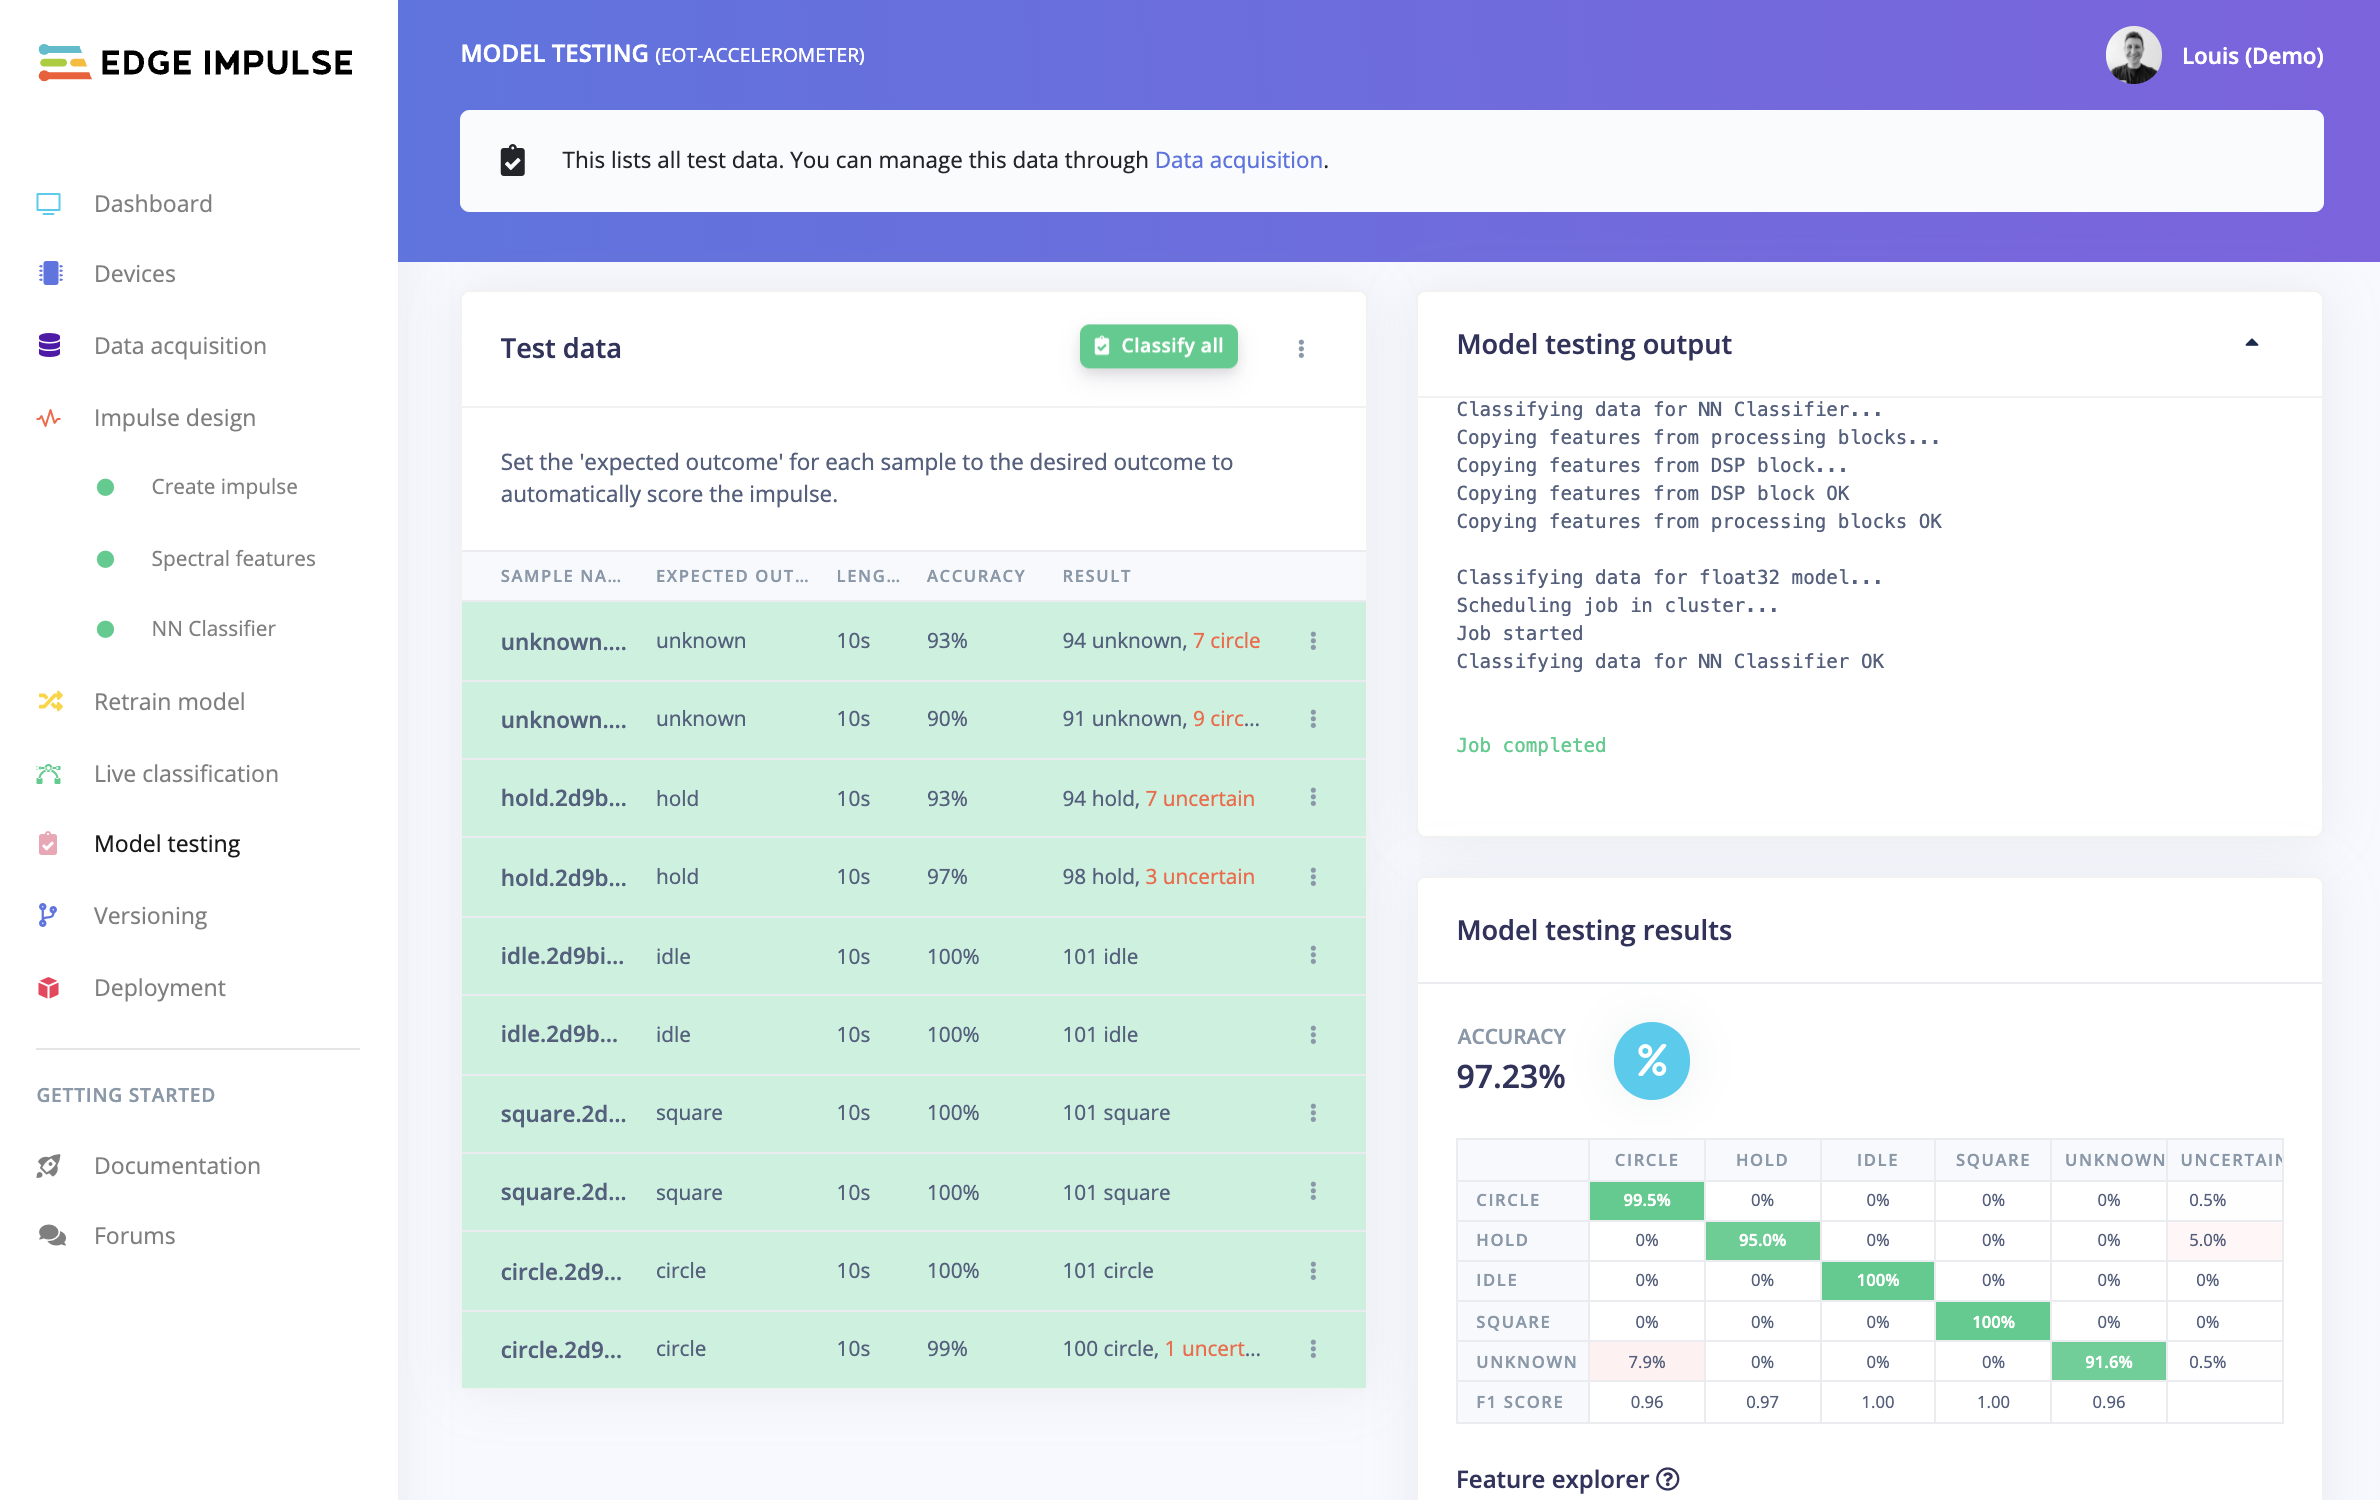 EDGE IMPULSE
Dashboard
Devices
Data acquisition
Impulse design
Create impulse
Spectral features
NN Classifier
Retrain model
Live classification
Model testing
Versioning
Deployment
GETTING STARTED
Documentation
Forums
MODEL TESTING (EOT-ACCELEROMETER)
Louis (Demo)
This lists all test data. You can manage this data through Data acquisition.
Test data
Classify all
Set the 'expected outcome' for each sample to the desired outcome to
automatically score the impulse.
SAMPLE NA... EXPECTED OUT... LENG... ACCURACY RESULT
unknown.... unknown 10s 93% 94 unknown, 7 circle
unknown.... unknown 10s 90% 91 unknown, 9 circ...
hold.2d9b... hold 10s 93% 94 hold, 7 uncertain
hold.2d9b... hold 10s 97% 98 hold, 3 uncertain
idle.2d9bi... idle 10s 100% 101 idle
idle.2d9b... idle 10s 100% 101 idle
square.2d... square 10s 100% 101 square
square.2d... square 10s 100% 101 square
circle.2d9... circle 10s 100% 101 circle
circle.2d9... circle 10s 99% 100 circle, 1 uncert...
Model testing output
Classifying data for NN Classifier...
Copying features from processing blocks...
Copying features from DSP block...
Copying features from DSP block OK
Copying features from processing blocks OK
Classifying data for float32 model...
Scheduling job in cluster...
Job started
Classifying data for NN Classifier OK
Job completed
Model testing results
ACCURACY
97.23%
%
CIRCLE HOLD IDLE SQUARE UNKNOWN UNCERTAIN
CIRCLE 99.5% 0% 0% 0% 0% 0.5%
HOLD 0% 95.0% 0% 0% 0% 5.0%
IDLE 0% 0% 100% 0% 0% 0%
SQUARE 0% 0% 0% 100% 0% 0%
UNKNOWN 7.9% 0% 0% 0% 91.6% 0.5%
F1 SCORE 0.96 0.97 1.00 1.00 0.96
Feature explorer ?